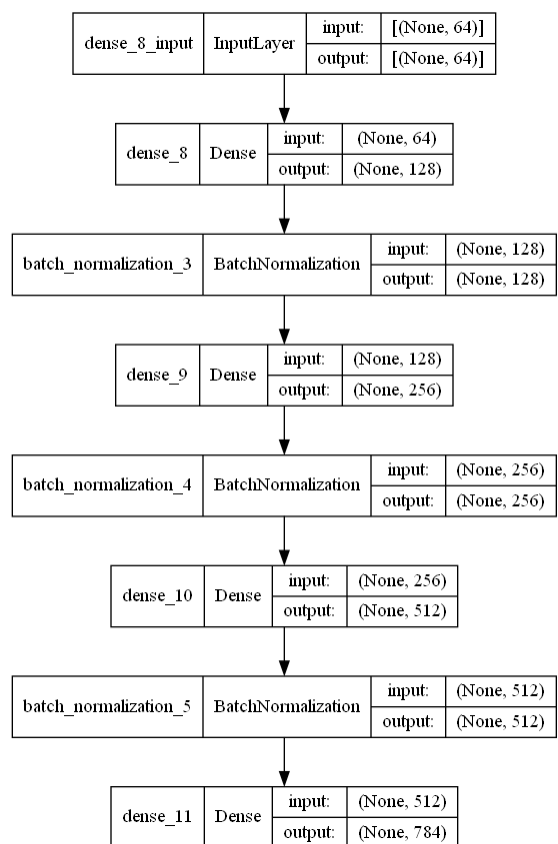 dense_8_input InputLayer input: [(None, 64)]
output: [(None, 64)]
dense_8 Dense input: (None, 64)
output: (None, 128)
batch_normalization_3 BatchNormalization input: (None, 128)
output: (None, 128)
dense_9 Dense input: (None, 128)
output: (None, 256)
batch_normalization_4 BatchNormalization input: (None, 256)
output: (None, 256)
dense_10 Dense input: (None, 256)
output: (None, 512)
batch_normalization_5 BatchNormalization input: (None, 512)
output: (None, 512)
dense_11 Dense input: (None, 512)
output: (None, 784)